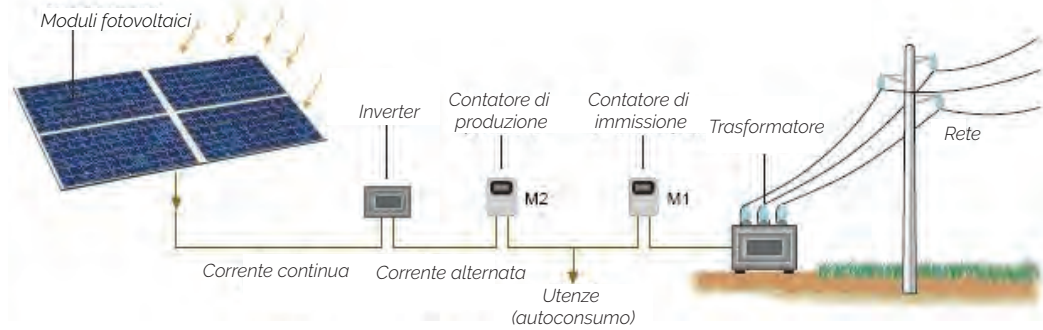 Moduli fotovoltaici
Inverter
Contatore di
produzione
Contatore di
immissione
Trasformatore
Rete
M2
M1
Corrente continua
Corrente alternata
Utenze
(autoconsumo)